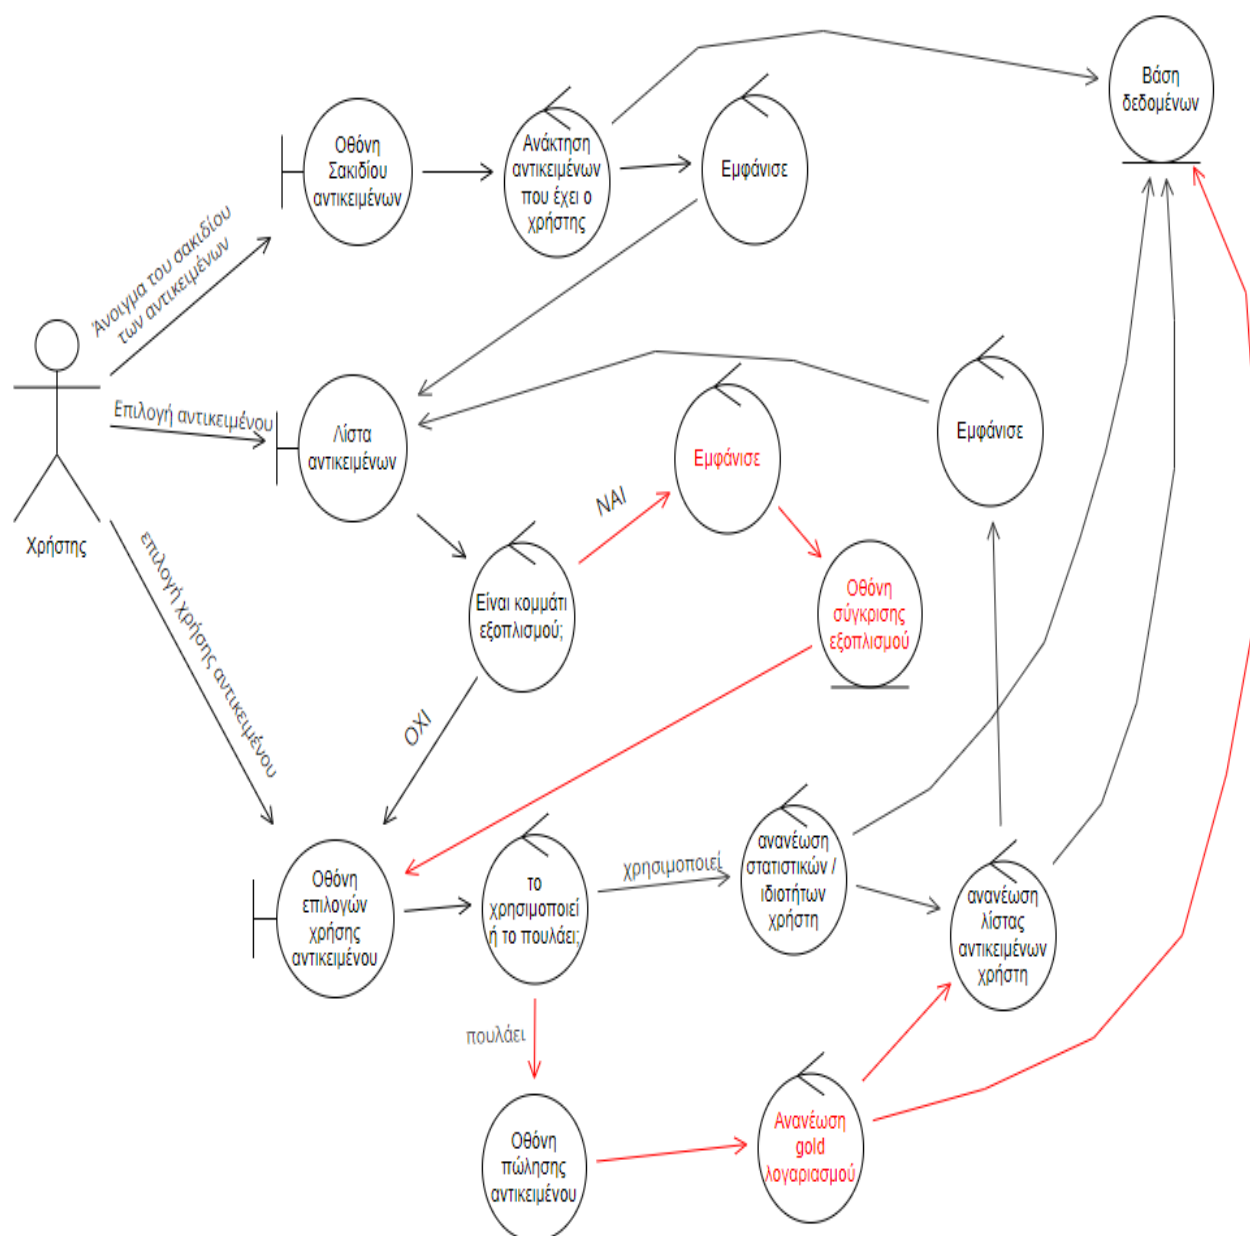 Βάση
δεδομένων
Οθόνη
Σακιδίου
αντικειμένων
Ανάκτηση
αντικειμένων
που έχει ο
χρήστης
Εμφάνισε
Άνοιγμα του σακιδίου
των αντικειμένων
Επιλογή αντικειμένου
Λίστα
αντικειμένων
Εμφάνισε
Εμφάνισε
ΝΑΙ
Χρήστης
επιλογή χρήσης αντικειμένου
Είναι κομμάτι
εξοπλισμού;
Οθόνη
σύγκρισης
εξοπλισμού
ΟΧΙ
Οθόνη
επιλογών
χρήσης
αντικειμένου
το
χρησιμοποιεί
ή το πουλάει;
χρησιμοποιεί
ανανέωση
στατιστικών /
ιδιοτήτων
χρήστη
ανανέωση
λίστας
αντικειμένων
χρήστη
πουλάει
Οθόνη
πώλησης
αντικειμένου
Ανανέωση
gold
λογαριασμού